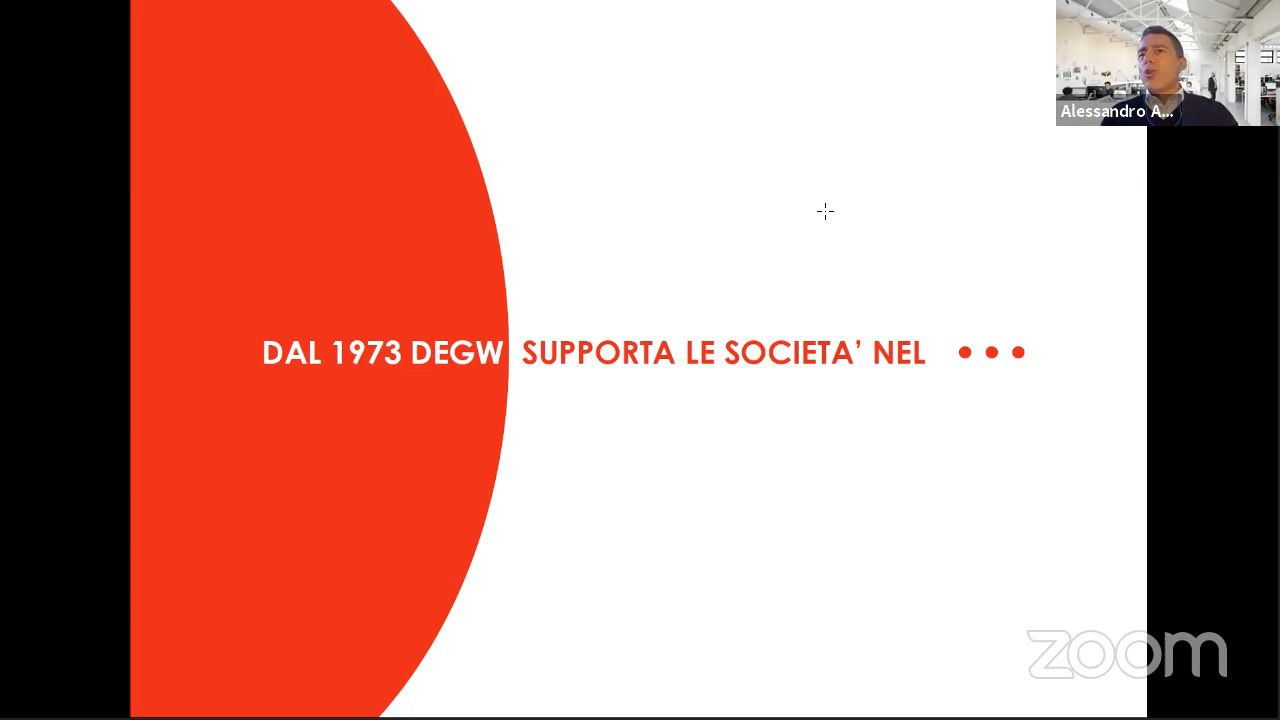 Alessandro A...
DAL 1973 DEGW SUPPORTA LE SOCIETA’ NEL •••
zoom